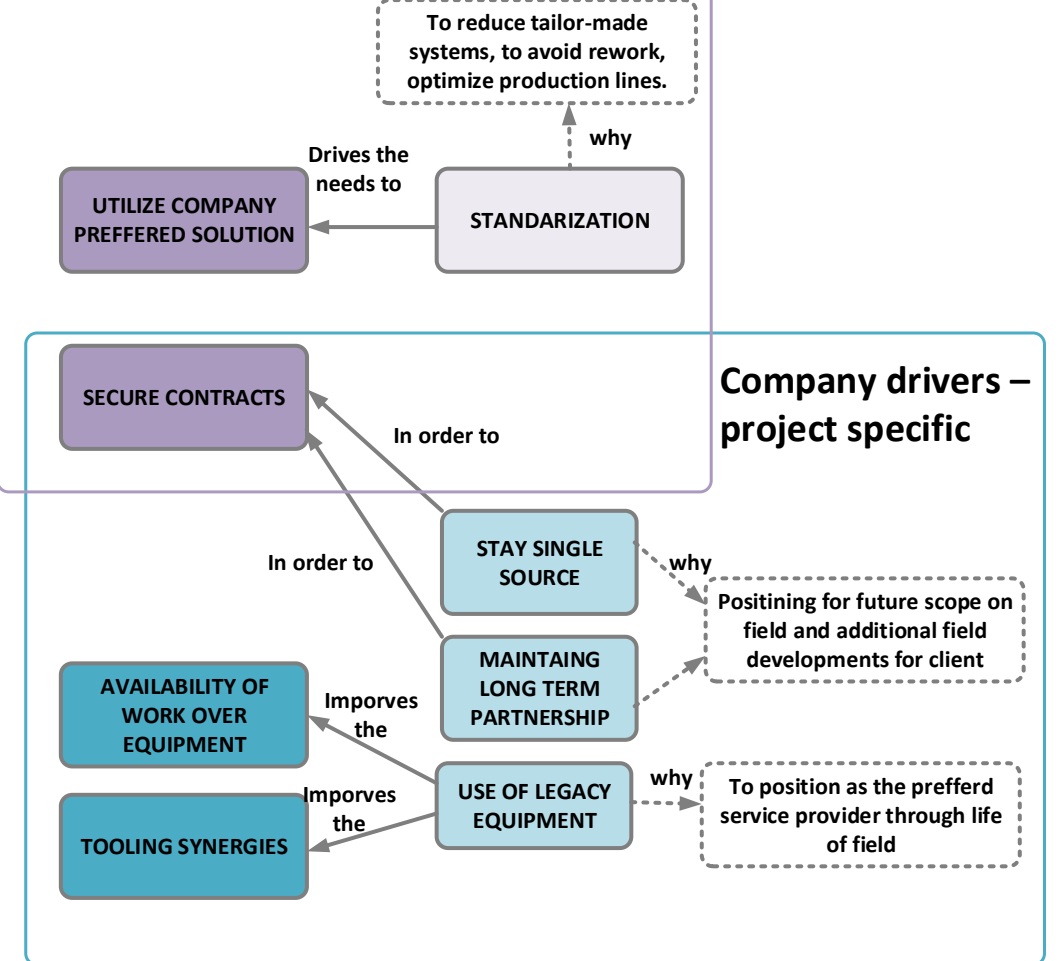 To reduce tailor-made
systems, to avoid rework,
optimize production lines.
why
Drives the
needs to
UTILIZE COMPANY
PREFFERED SOLUTION
STANDARIZATION
SECURE CONTRACTS
Company drivers –
project specific
In order to
In order to
STAY SINGLE
SOURCE
why
Positining for future scope on
field and additional field
developments for client
MAINTAING
LONG TERM
PARTNERSHIP
AVAILABILITY OF
WORK OVER
EQUIPMENT
Imporves
the
USE OF LEGACY
EQUIPMENT
why
To position as the prefferd
service provider through life
of field
Imporves
the
TOOLING SYNERGIES